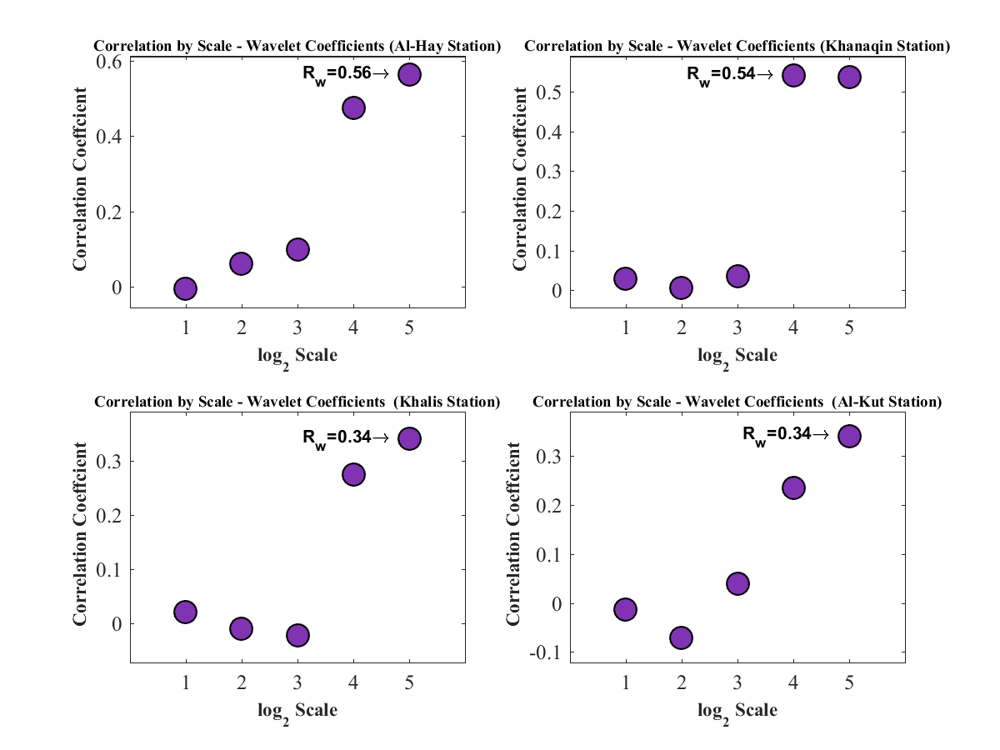 Correlation by Scale - Wavelet Coefficients (Al-Hay Station)
0.6
0.4
0.2
0
Correlation Coeffcient
R_w=0.56→
1 2 3 4 5
log_2 Scale
Correlation by Scale - Wavelet Coefficients (Khanaqin Station)
0.5
0.4
0.3
0.2
0.1
0
Correlation Coeffcient
R_w=0.54→
1 2 3 4 5
log_2 Scale
Correlation by Scale - Wavelet Coefficients (Khalis Station)
0.3
0.2
0.1
0
Correlation Coeffcient
R_w=0.34→
1 2 3 4 5
log_2 Scale
Correlation by Scale - Wavelet Coefficients (Al-Kut Station)
0.3
0.2
0.1
0
-0.1
Correlation Coeffcient
R_w=0.34→
1 2 3 4 5
log_2 Scale